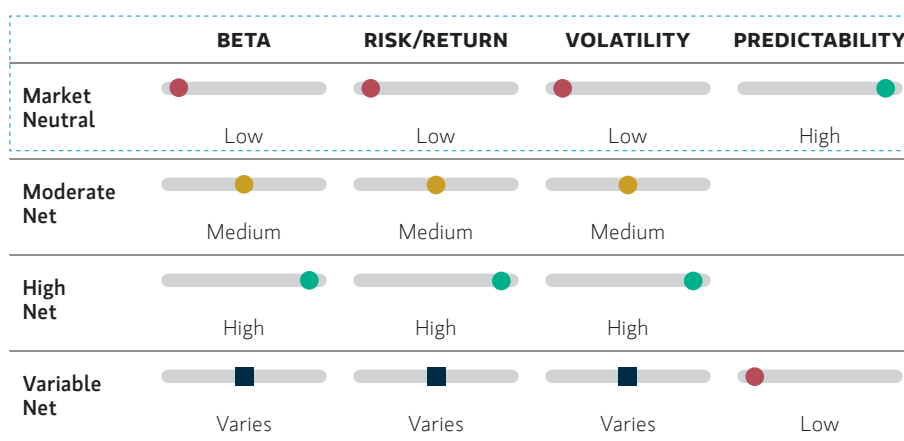 BETA RISK/RETURN VOLATILITY PREDICTABILITY
Market
Neutral
Low Low Low High
Moderate
Net
Medium Medium Medium
High
Net
High High High
Variable
Net
Varies Varies Varies Low